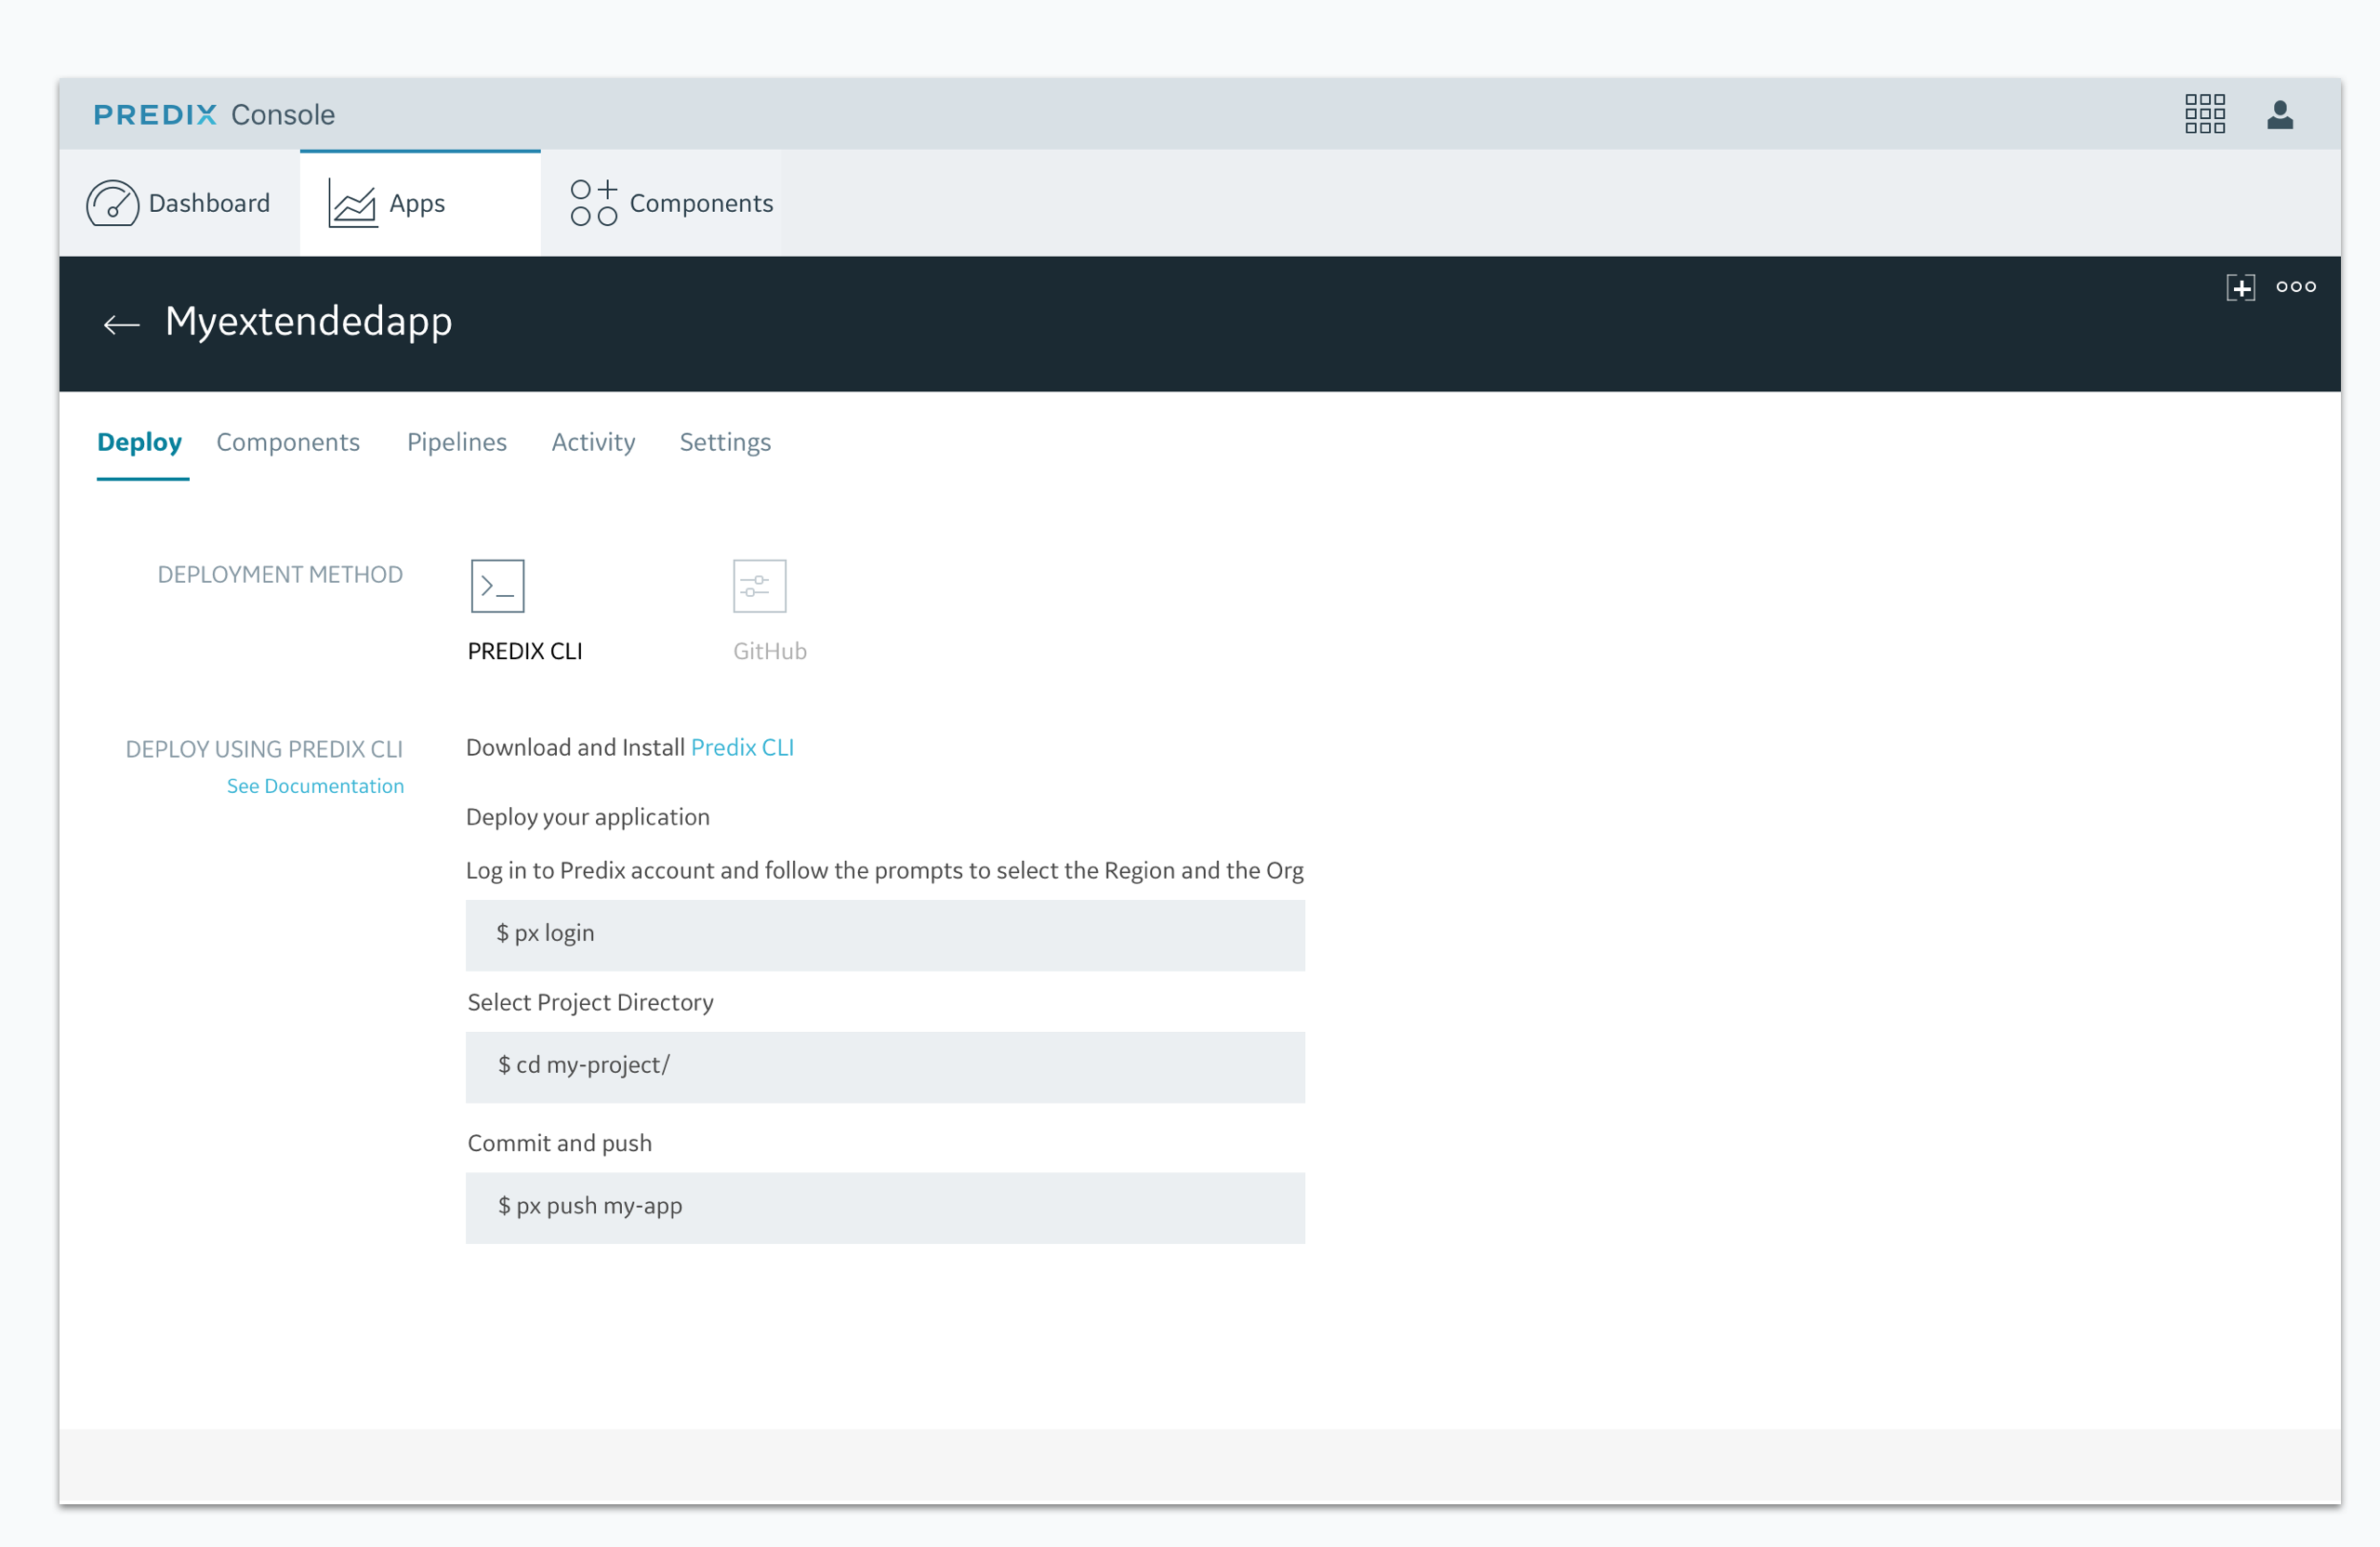 PREDIX Console
Dashboard
Apps
Components
Myextendedapp
Deploy
Components
Pipelines
Activity
Settings
DEPLOYMENT METHOD
PREDIX CLI
GitHub
DEPLOY USING PREDIX CLI
See Documentation
Download and Install Predix CLI
Deploy your application
Log in to Predix account and follow the prompts to select the Region and the Org
$ px login
Select Project Directory
$ cd my-project/
Commit and push
$ px push my-app